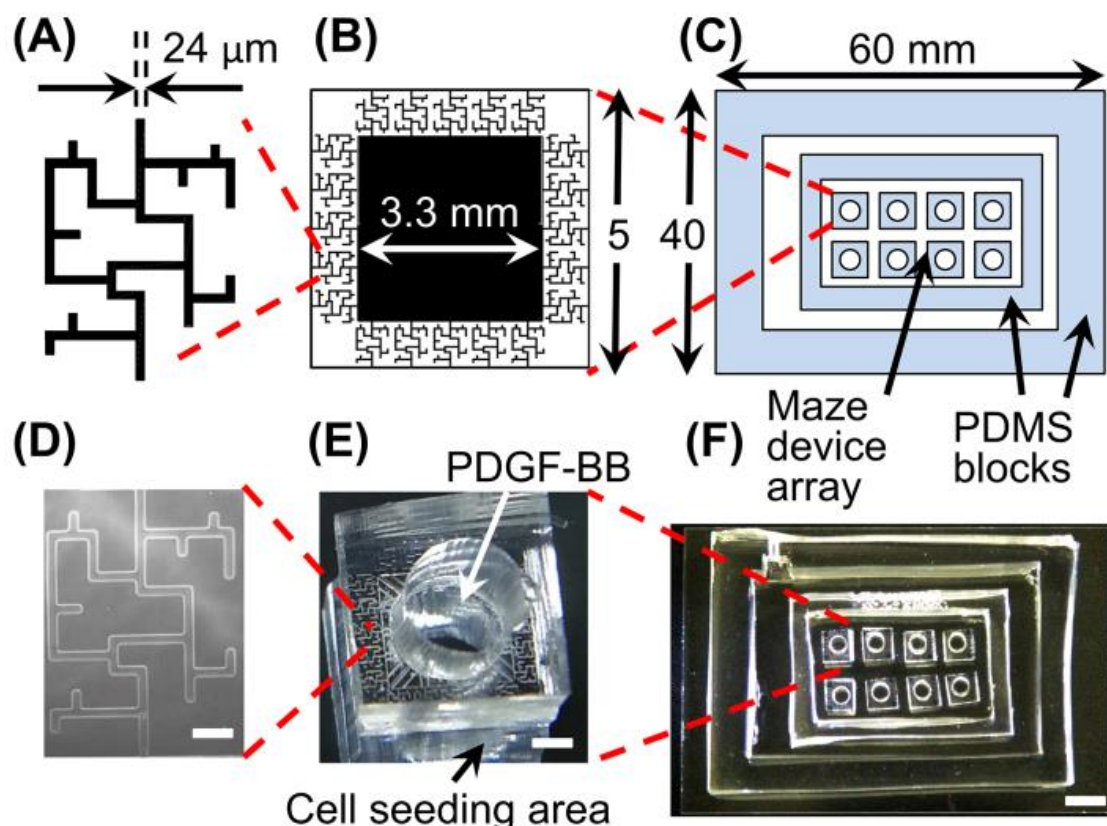 (A)
24 µm
(B)
3.3 mm
5
(C)
60 mm
40
Maze
device
array
PDMS
blocks
(D)
(E)
PDGF-BB
Cell seeding area
(F)